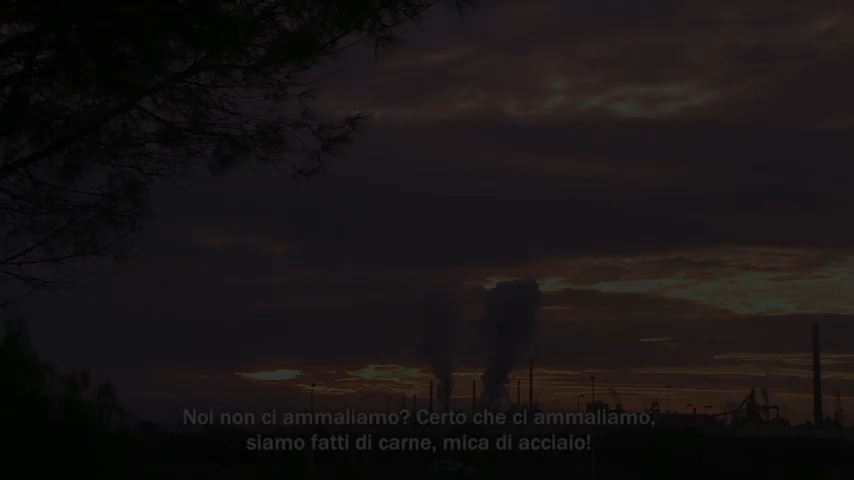 Noi non ci ammaliamo? Certo che ci ammaliamo,
siamo fatti di carne, mica di acciaio!